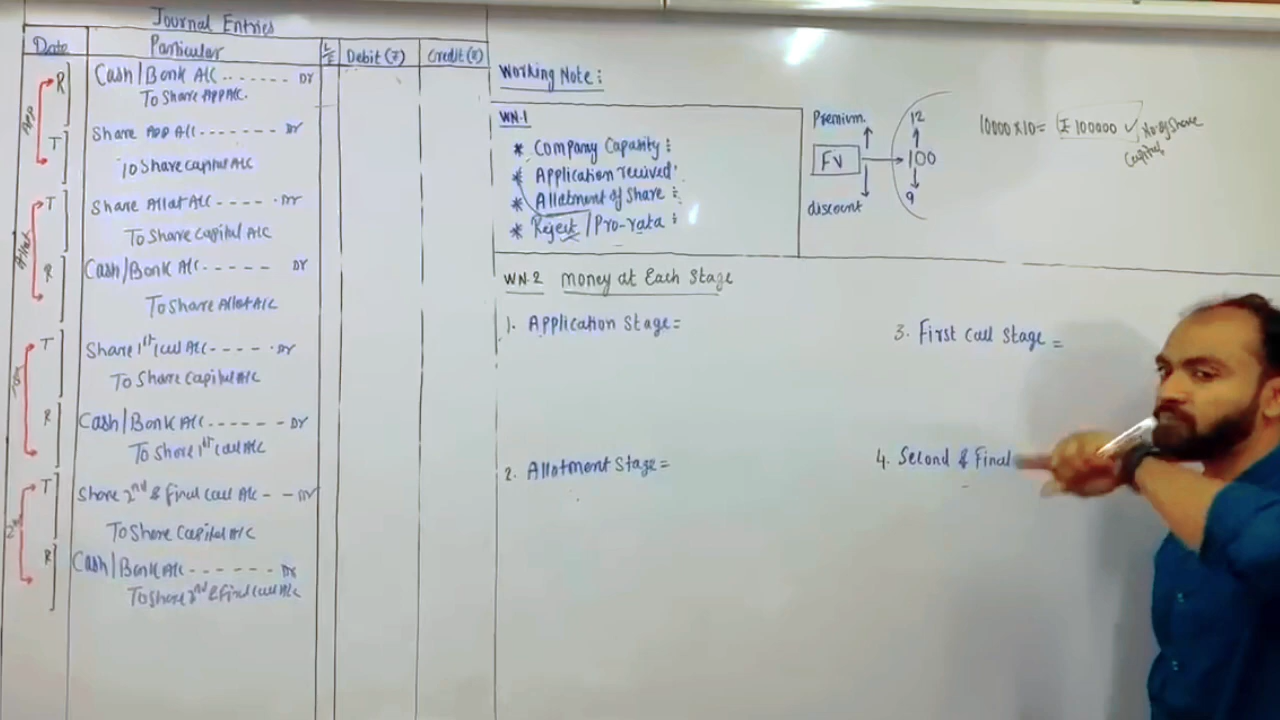 Journal Entries
Date Particular L/F Debit (₹) Credit (₹)
App
R Cash/Bank A/C ....... Dr
To Share APP A/C.
T Share APP A/C ------- Dr
To Share capital A/C
Allot
T Share Allot A/C ---- . Dr
To Share Capital A/C
R Cash/Bank A/C ----- Dr
To Share Allot A/C
T Share 1st Call A/C ---- . Dr
To Share Capital A/C
R Cash/Bank A/C ------ Dr
To Share 1st call A/C
2nd
T Share 2nd & Final Call A/C - - Dr
To Share Capital A/C
R Cash/Bank A/C ------- Dr
To Share 2nd & Final Call A/C
Working Note :
WN-1
* Company Capacity :
* Application recived :
* Allotment of Share :
* Reject / Pro-rata :
Premium
FV
discount
12
100
9
10000 x 10 = ₹ 100000 ✓ No. of Share
Capital
WN-2 money at Each Stage
1. Application Stage =
2. Allotment Stage =
3. First Call Stage =
4. Second & Final